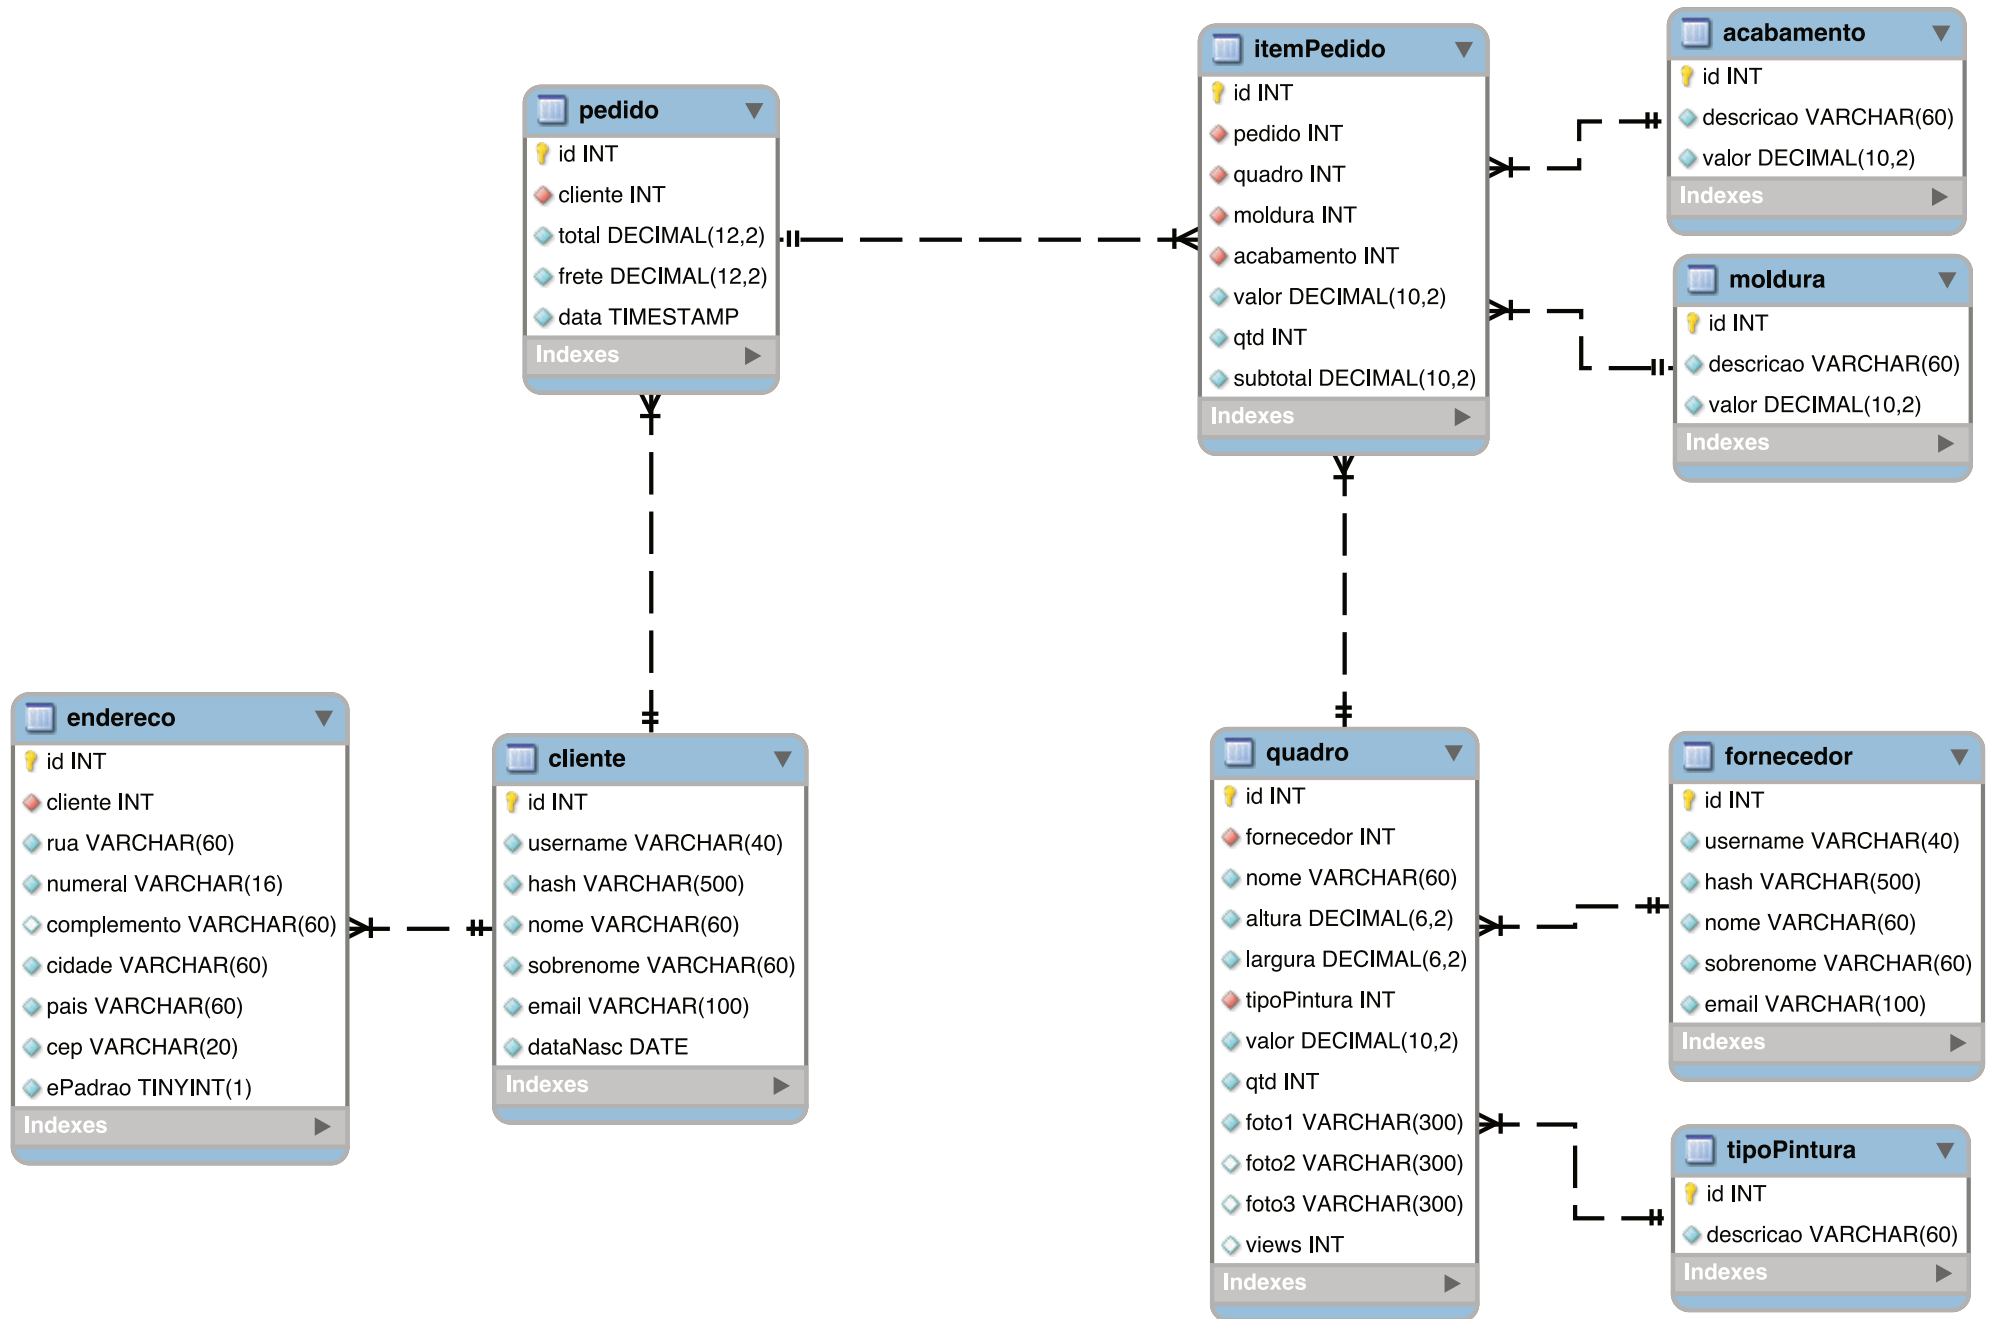 pedido
id INT
cliente INT
total DECIMAL(12,2)
frete DECIMAL(12,2)
data TIMESTAMP
Indexes
itemPedido
id INT
pedido INT
quadro INT
moldura INT
acabamento INT
valor DECIMAL(10,2)
qtd INT
subtotal DECIMAL(10,2)
Indexes
acabamento
id INT
descricao VARCHAR(60)
valor DECIMAL(10,2)
Indexes
moldura
id INT
descricao VARCHAR(60)
valor DECIMAL(10,2)
Indexes
endereco
id INT
cliente INT
rua VARCHAR(60)
numeral VARCHAR(16)
complemento VARCHAR(60)
cidade VARCHAR(60)
pais VARCHAR(60)
cep VARCHAR(20)
ePadrao TINYINT(1)
Indexes
cliente
id INT
username VARCHAR(40)
hash VARCHAR(500)
nome VARCHAR(60)
sobrenome VARCHAR(60)
email VARCHAR(100)
dataNasc DATE
Indexes
quadro
id INT
fornecedor INT
nome VARCHAR(60)
altura DECIMAL(6,2)
largura DECIMAL(6,2)
tipoPintura INT
valor DECIMAL(10,2)
qtd INT
foto1 VARCHAR(300)
foto2 VARCHAR(300)
foto3 VARCHAR(300)
views INT
Indexes
fornecedor
id INT
username VARCHAR(40)
hash VARCHAR(500)
nome VARCHAR(60)
sobrenome VARCHAR(60)
email VARCHAR(100)
Indexes
tipoPintura
id INT
descricao VARCHAR(60)
Indexes